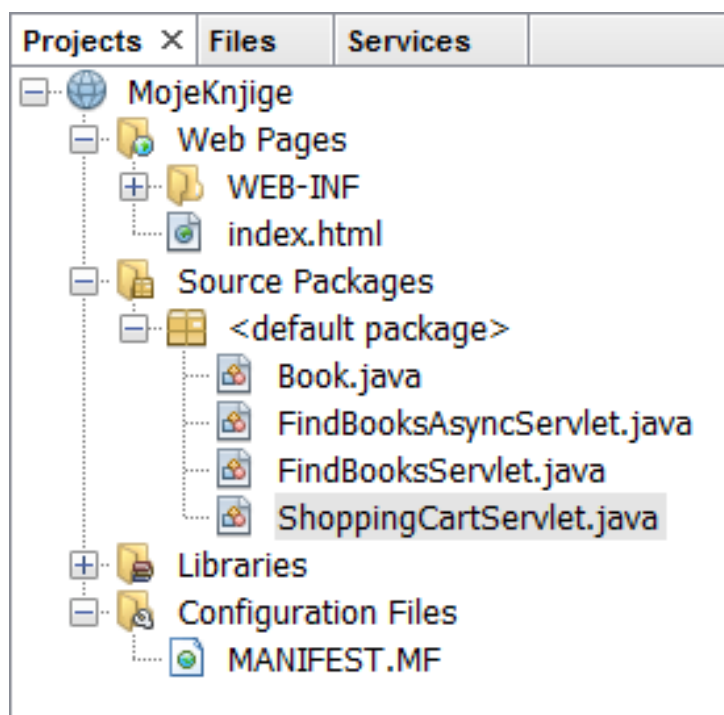 Projects Files Services
MojeKnjige
Web Pages
WEB-INF
index.html
Source Packages
<default package>
Book.java
FindBooksAsyncServlet.java
FindBooksServlet.java
ShoppingCartServlet.java
Libraries
Configuration Files
MANIFEST.MF